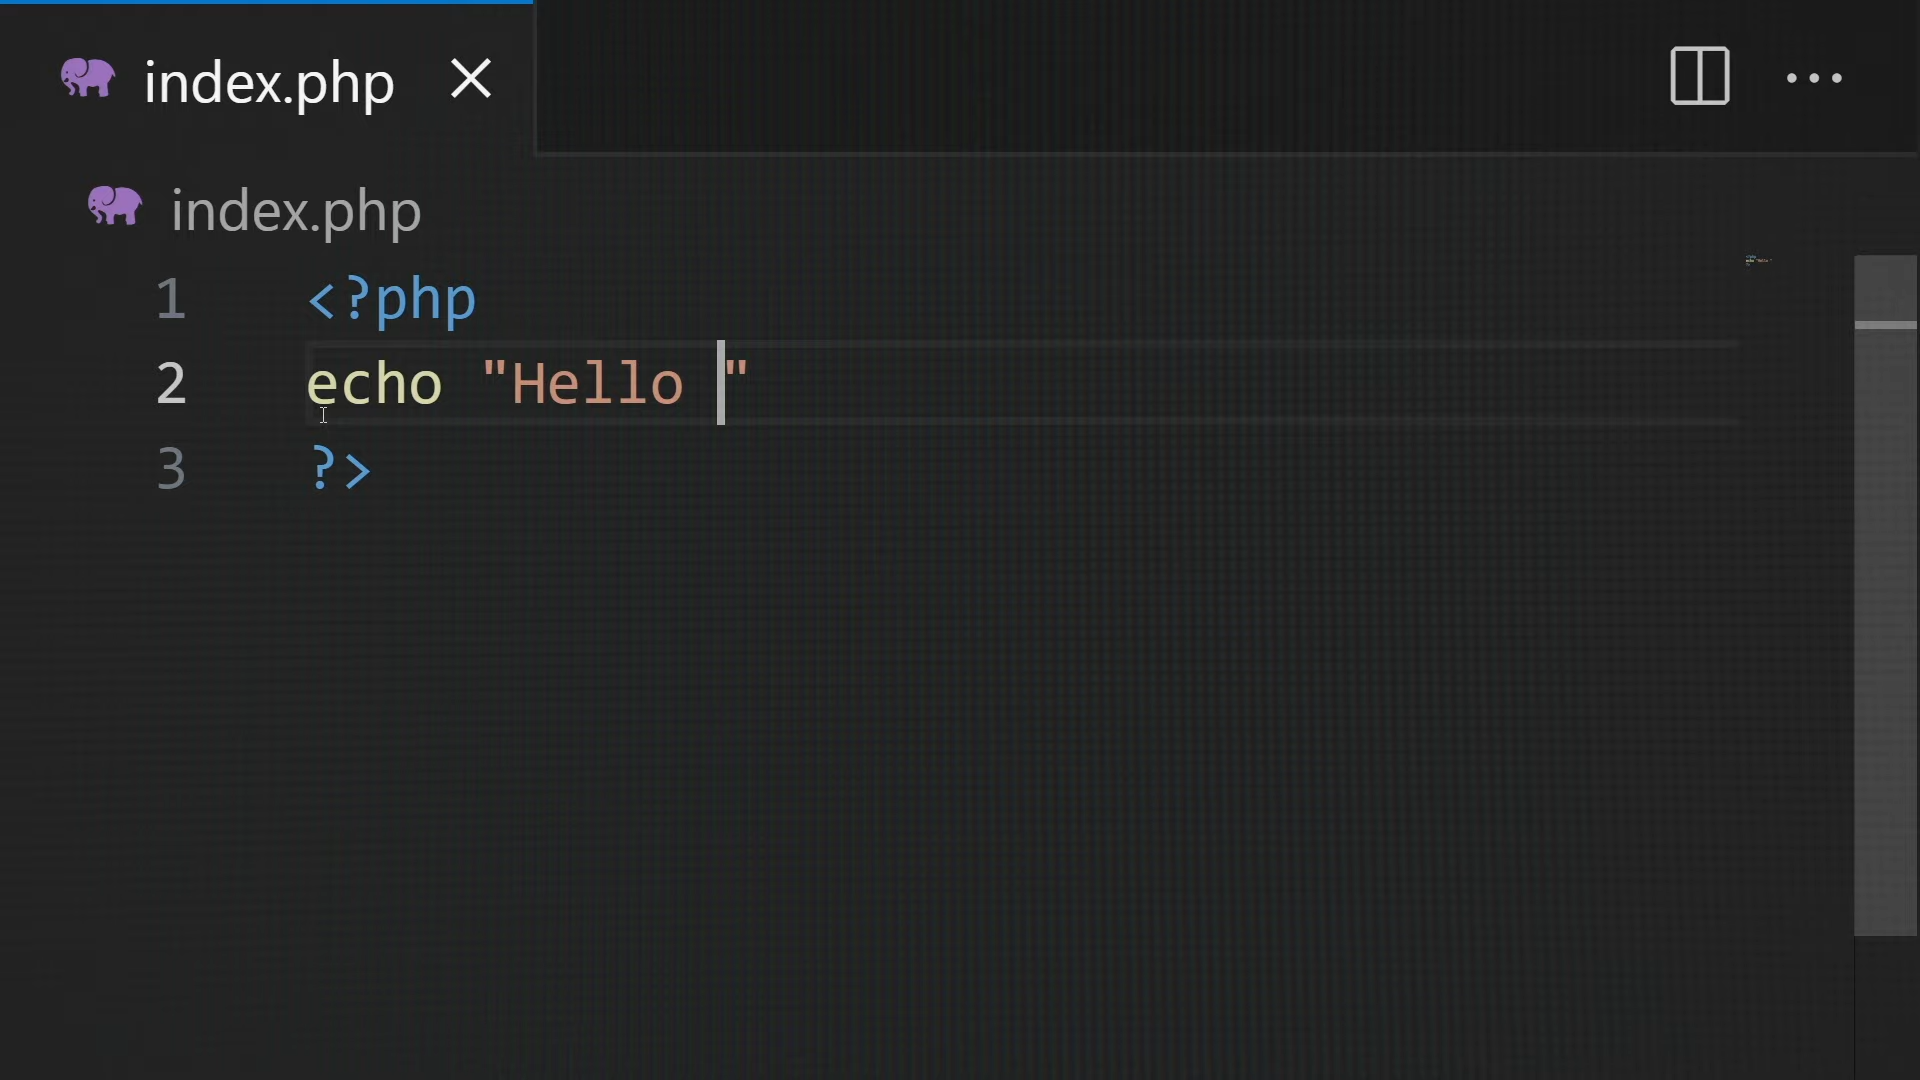 index.php
index.php
1 <?php
2 echo "Hello "
3 ?>